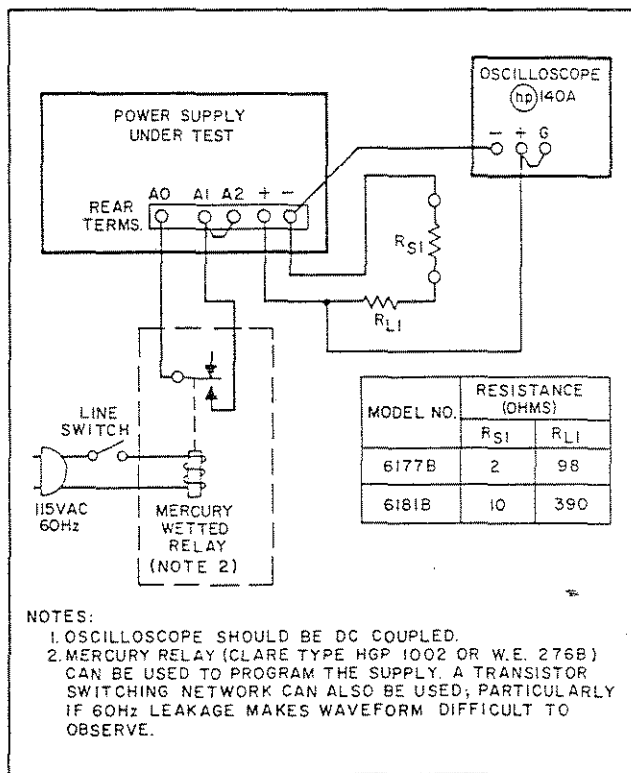 OSCILLOSCOPE
hp 140A
- + G
POWER SUPPLY
UNDER TEST
A0 A1 A2 + -
REAR
TERMS.
RS1
RL1
LINE
SWITCH
115VAC
60Hz
MERCURY
WETTED
RELAY
(NOTE 2)
MODEL NO. RESISTANCE
(OHMS)
RS1 RL1
6177B 2 98
6181B 10 390
NOTES:
1. OSCILLOSCOPE SHOULD BE DC COUPLED.
2. MERCURY RELAY (CLARE TYPE HGP 1002 OR W.E. 276B)
CAN BE USED TO PROGRAM THE SUPPLY. A TRANSISTOR
SWITCHING NETWORK CAN ALSO BE USED; PARTICULARLY
IF 60Hz LEAKAGE MAKES WAVEFORM DIFFICULT TO
OBSERVE.